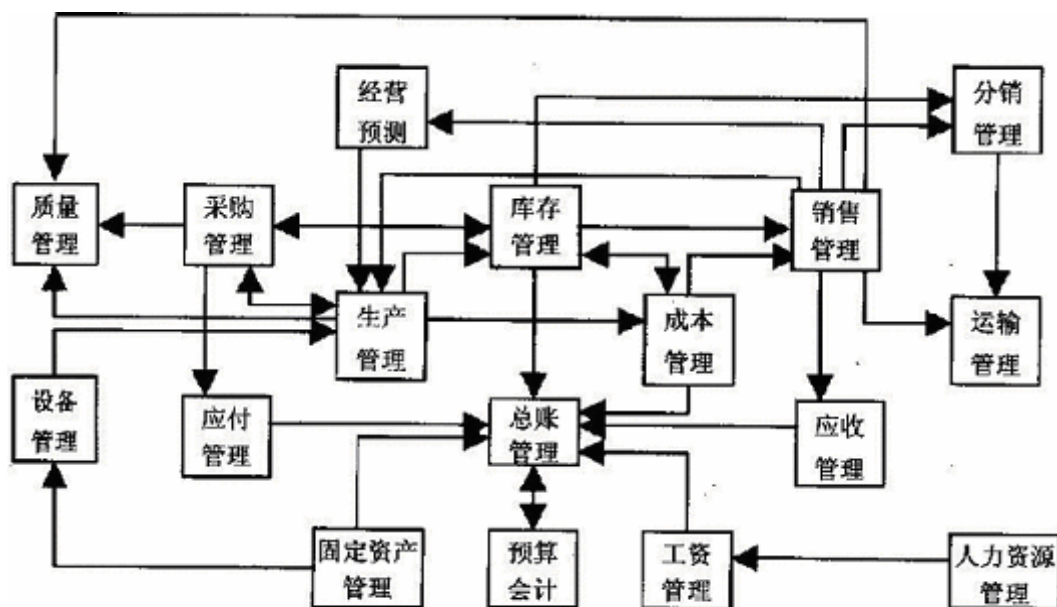 经营
预测
分销
管理
质量
管理
采购
管理
库存
管理
销售
管理
生产
管理
成本
管理
运输
管理
设备
管理
应付
管理
总账
管理
应收
管理
固定资产
管理
预算
会计
工资
管理
人力资源
管理